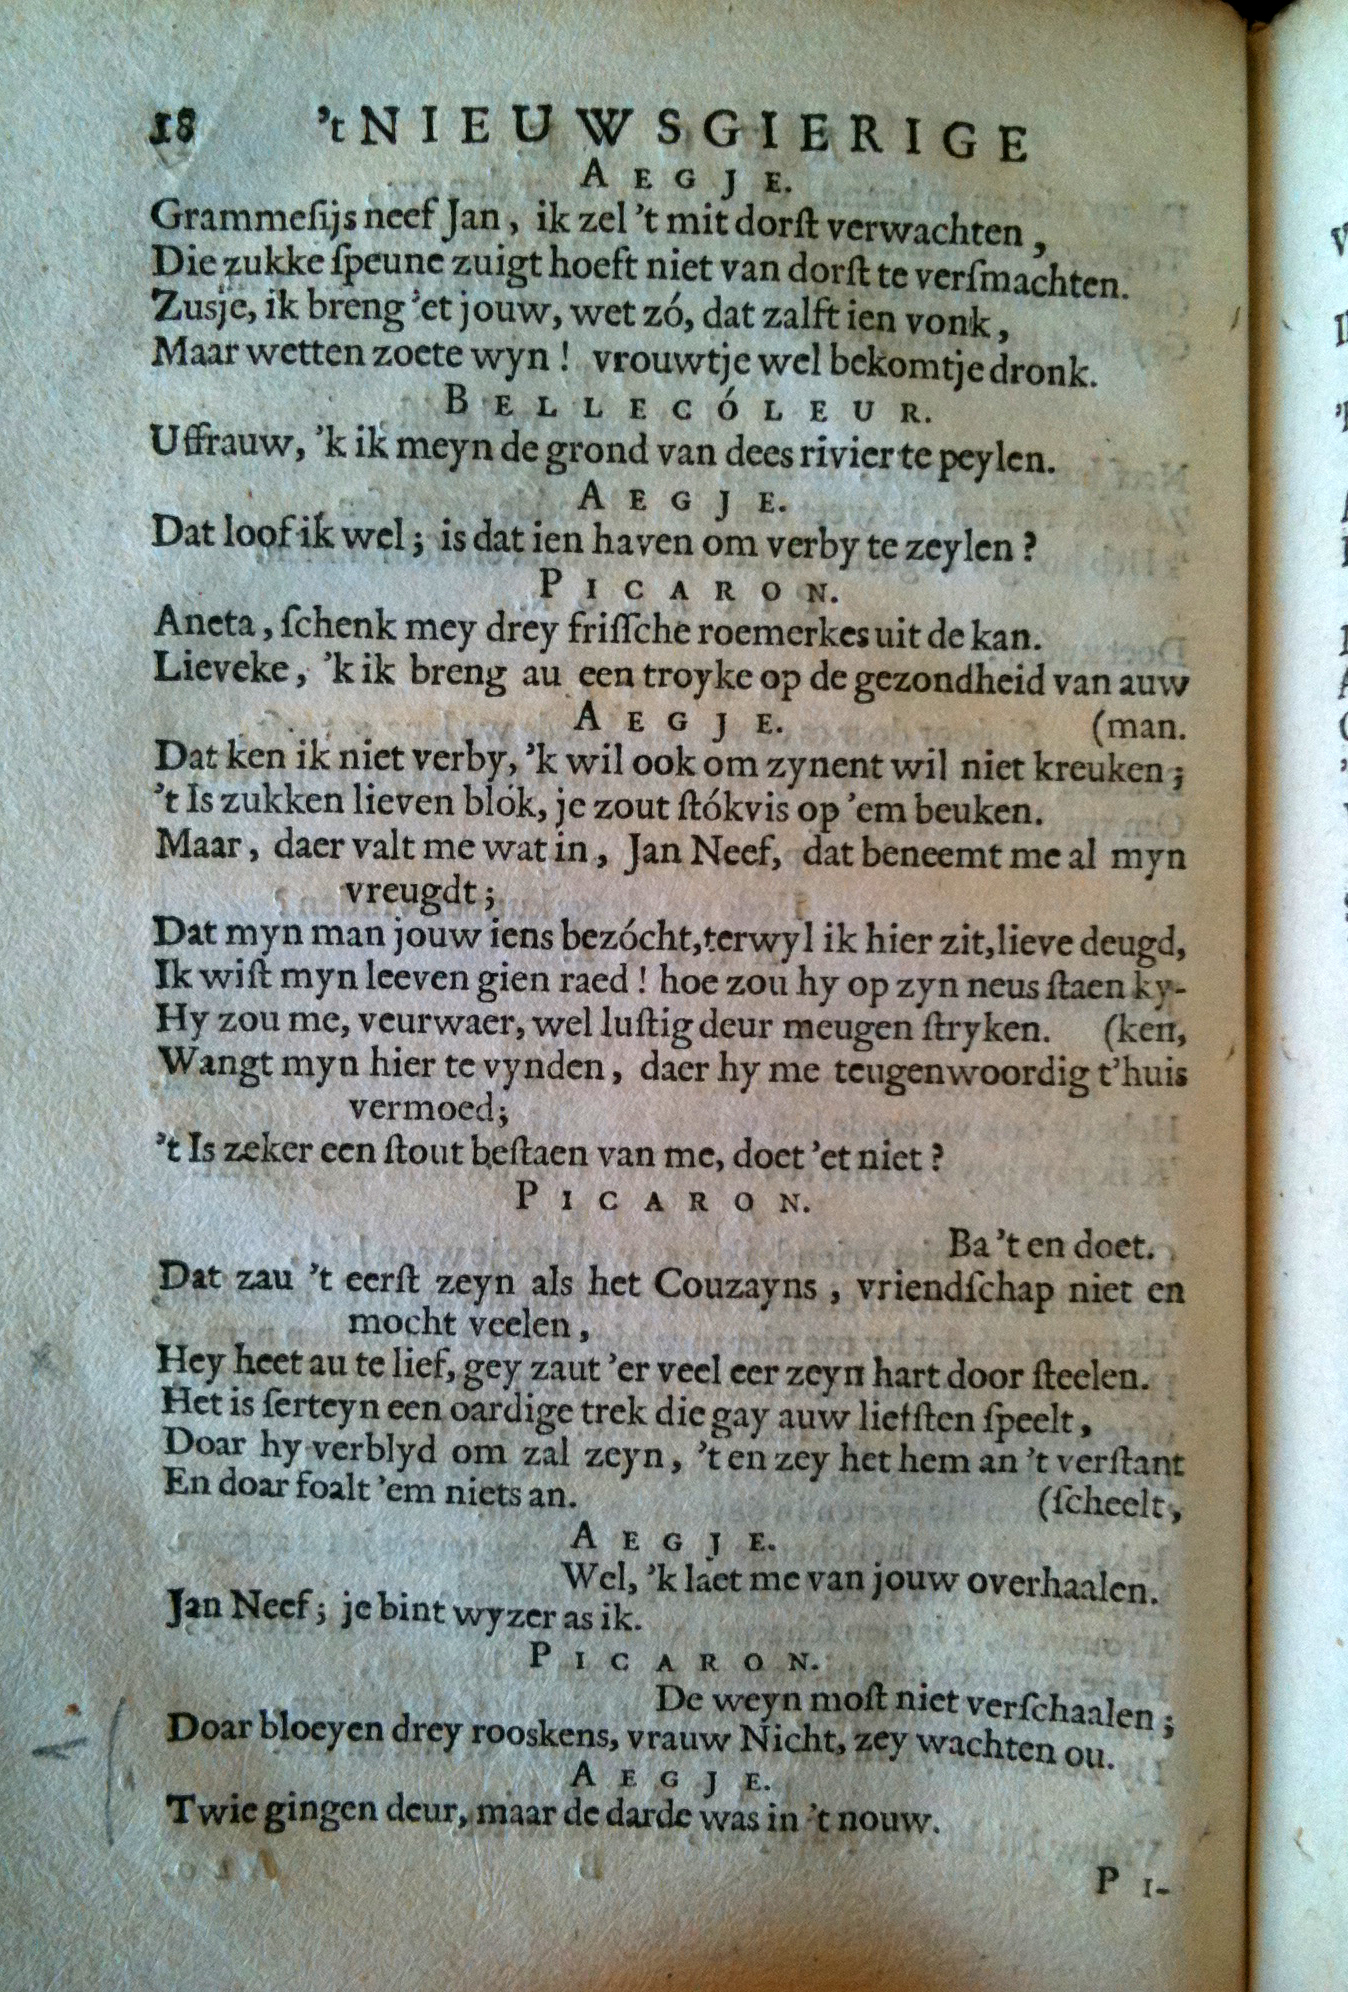 18 'tNIEUWSGIERIGE
AEGJE.
Grammeſijs neef Jan, ik zel 't mit dorſt verwachten,
Die zukke ſpeune zuigt hoeft niet van dorſt te verſmachten.
Zusje, ik breng 'et jouw, wet zó, dat zalft ien vonk,
Maar wetten zoete wyn! vrouwtje wel bekomtje dronk.
BELLECÓLEUR.
Uffrauw, 'k ik meyn de grond van dees rivier te peylen.
AEGJE.
Dat loof ik wel; is dat ien haven om verby te zeylen?
PICARON.
Aneta, ſchenk mey drey friſſche roemerkes uit de kan.
Lieveke, 'k ik breng au een troyke op de gezondheid van auw
AEGJE. (man.
Dat ken ik niet verby, 'k wil ook om zynent wil niet kreuken;
't Is zukken lieven blók, je zout ſtókvis op 'em beuken.
Maar, daer valt me wat in, Jan Neef, dat beneemt me al myn
vreugdt;
Dat myn man jouw iens bezócht, terwyl ik hier zit, lieve deugd,
Ik wiſt myn leeven gien raed! hoe zou hy op zyn neus ſtaen ky-
Hy zou me, veurwaer, wel luſtig deur meugen ſtryken. (ken,
Wangt myn hier te vynden, daer hy me teugenwoordig t'huis
vermoed;
't Is zeker een ſtout beſtaen van me, doet 'et niet?
PICARON.
Ba 't en doet.
Dat zau 't eerſt zeyn als het Couzayns, vriendſchap niet en
mocht veelen,
Hey heet au te lief, gey zaut 'er veel eer zeyn hart door ſteelen.
Het is ſerteyn een oardige trek die gay auw liefſten ſpeelt,
Doar hy verblyd om zal zeyn, 't en zey het hem an 't verſtant
En doar foalt 'em niets an. (ſcheelt,
AEGJE.
Wel, 'k laet me van jouw overhaalen.
Jan Neef; je bint wyzer as ik.
PICARON.
De weyn moſt niet verſchaalen;
Doar bloeyen drey rooskens, vrauw Nicht, zey wachten ou.
AEGJE.
Twie gingen deur, maar de darde was in 't nouw.
PI-